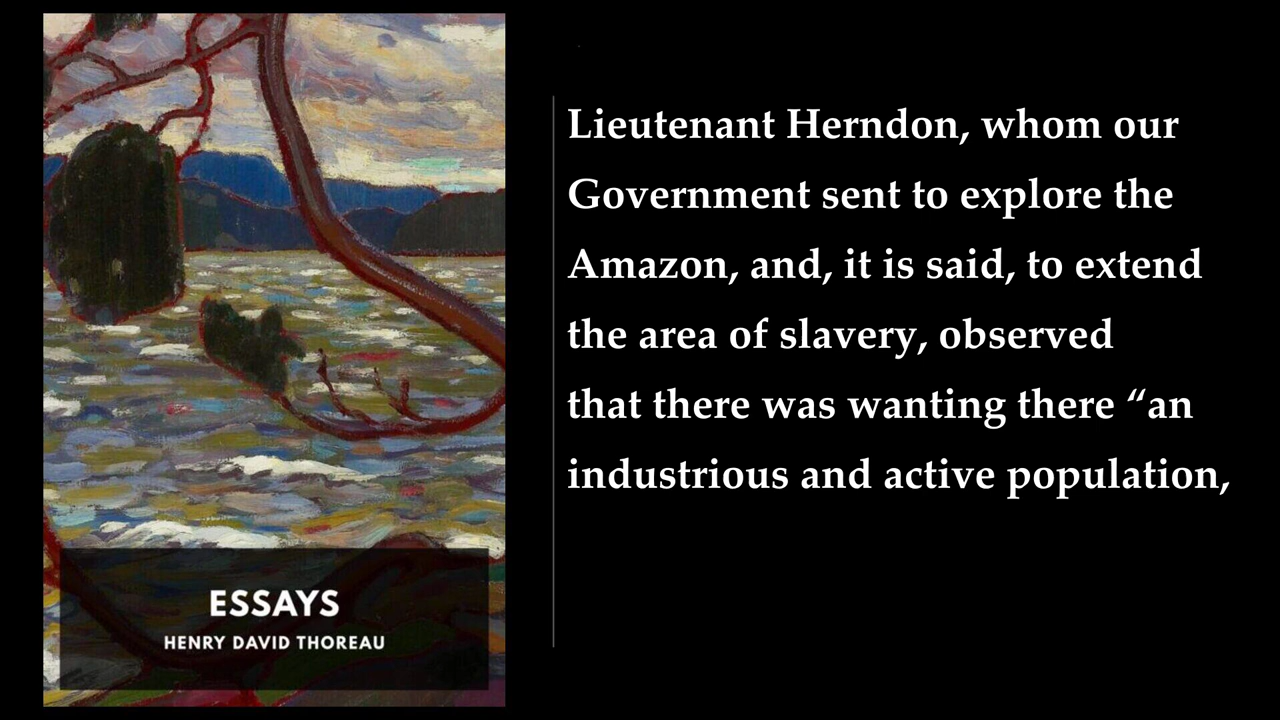 ESSAYS
HENRY DAVID THOREAU
Lieutenant Herndon, whom our
Government sent to explore the
Amazon, and, it is said, to extend
the area of slavery, observed
that there was wanting there “an
industrious and active population,